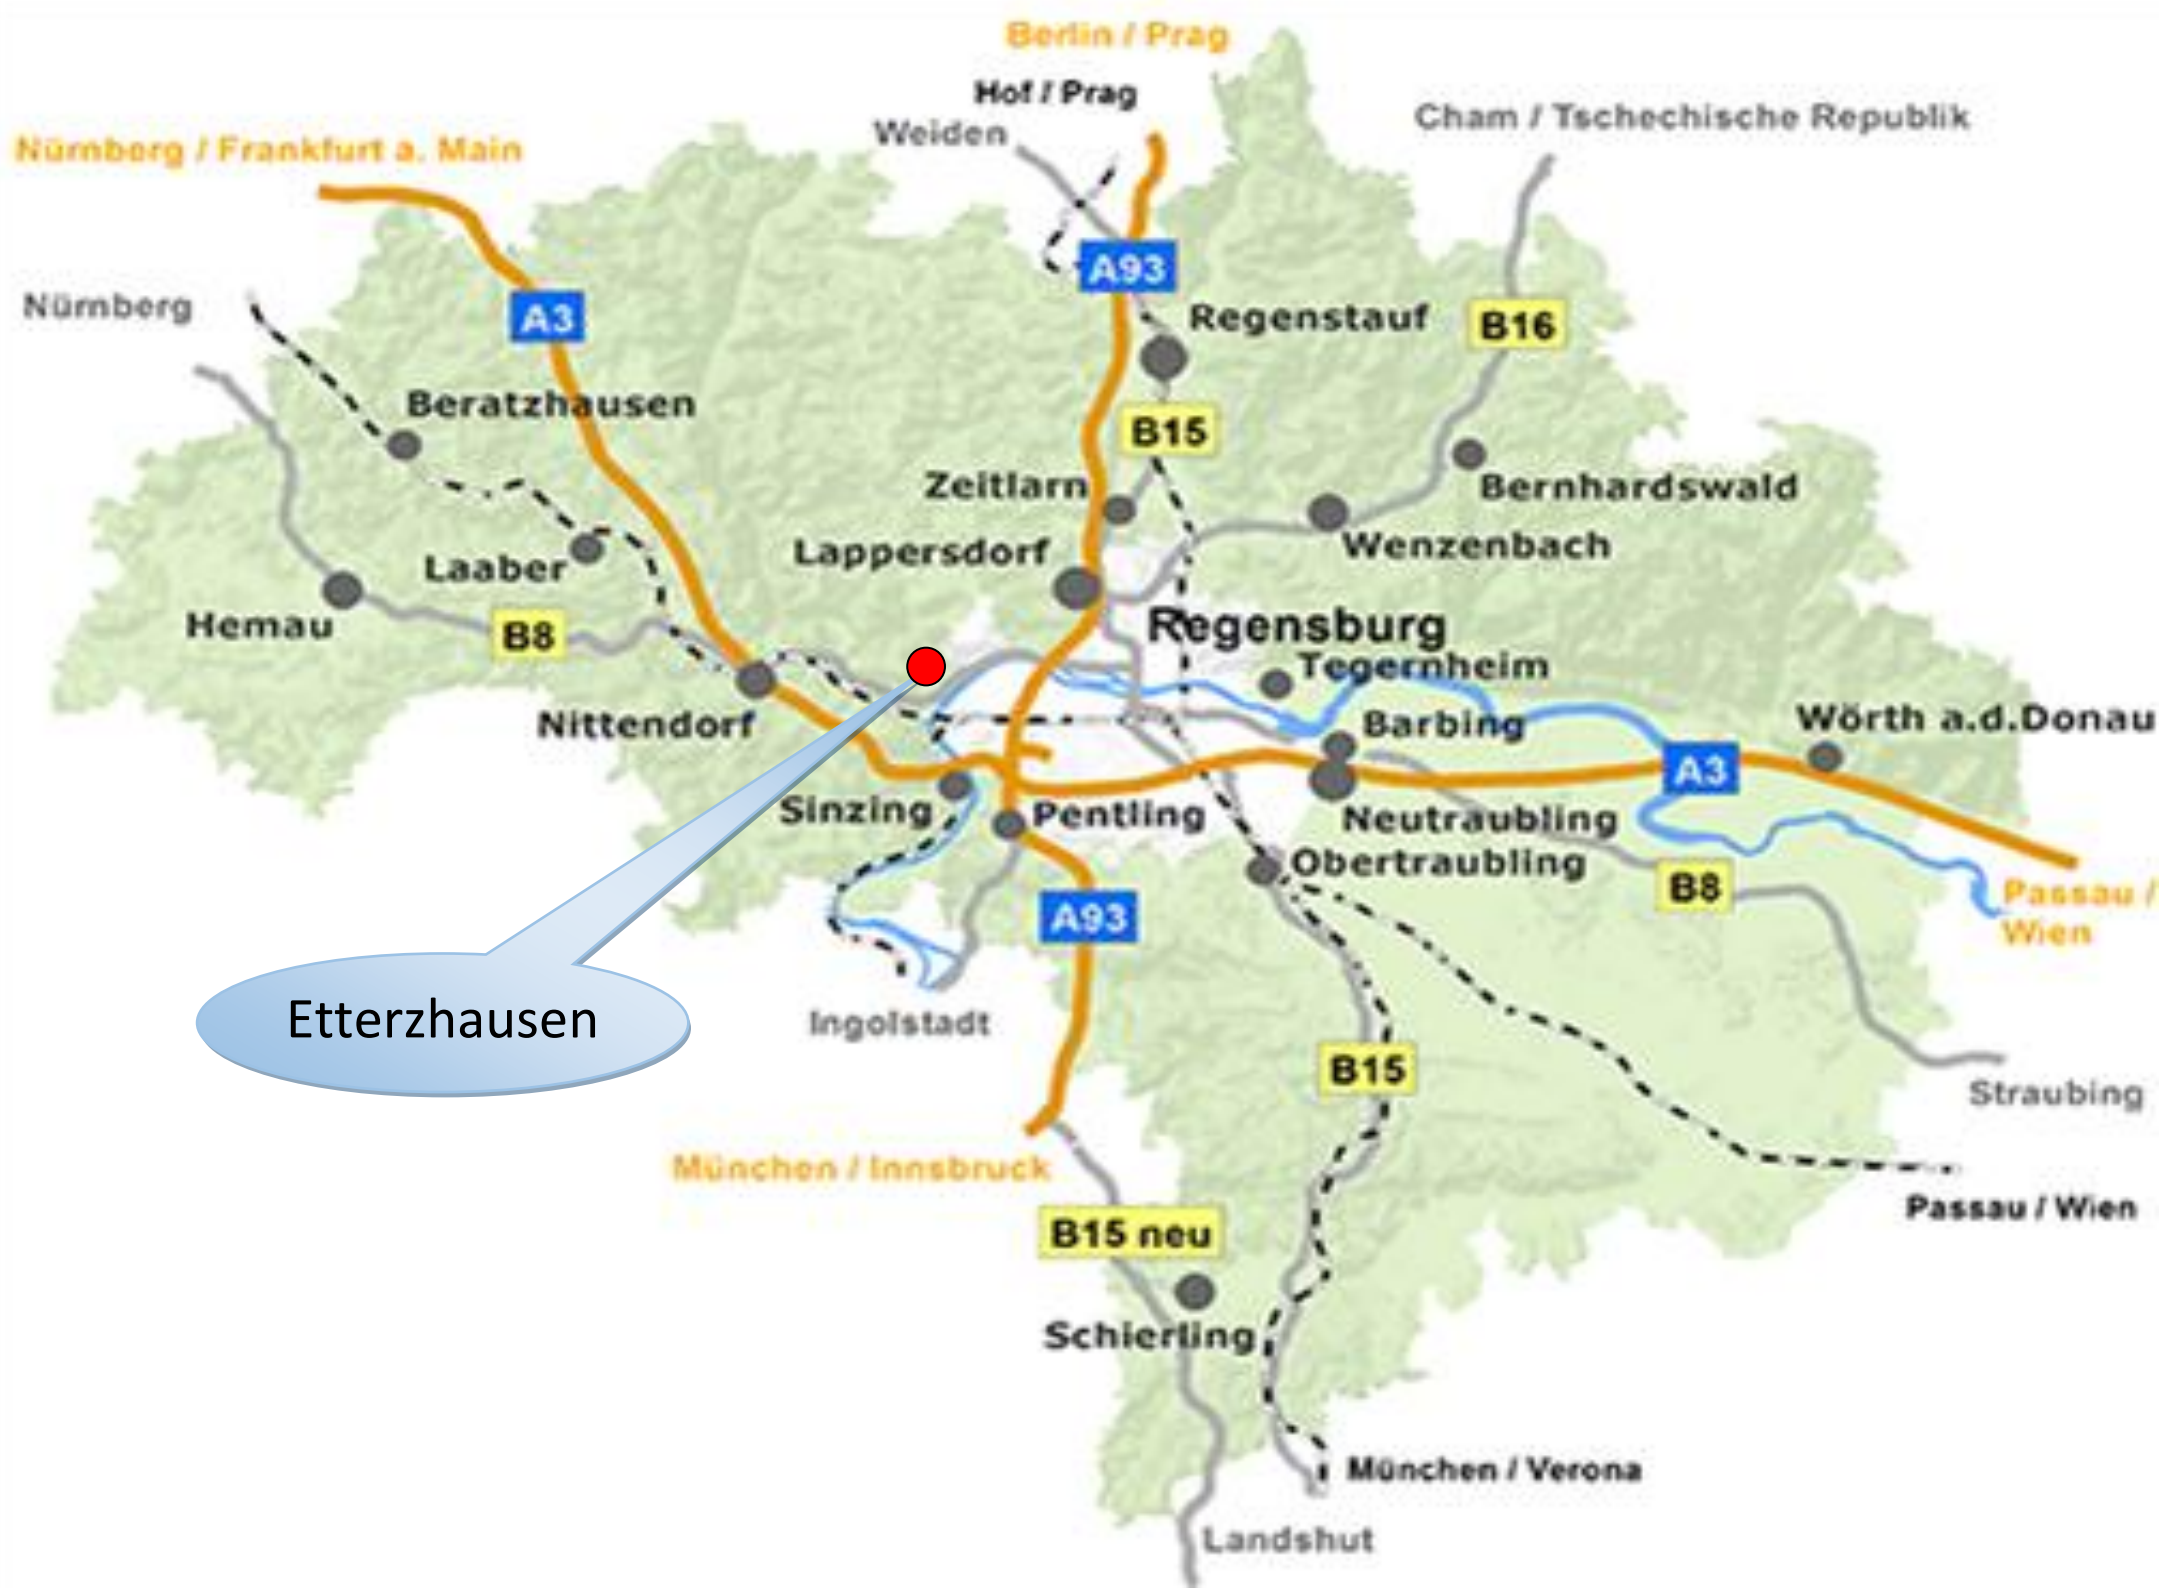 Berlin / Prag
Hof / Prag
Weiden
Cham / Tschechische Republik
Nürnberg / Frankfurt a. Main
A93
Nürnberg
A3
Regenstauf
B16
Beratzhausen
B15
Zeitlarn
Bernhardswald
Lappersdorf
Wenzenbach
Laaber
Hemau
B8
Regensburg
Tegernheim
Nittendorf
Barbing
Wörth a.d.Donau
A3
Sinzing
Pentling
Neutraubling
Obertraubling
B8
Passau /
Wien
A93
Etterzhausen
Ingolstadt
B15
Straubing
München / Innsbruck
Passau / Wien
B15 neu
Schierling
München / Verona
Landshut